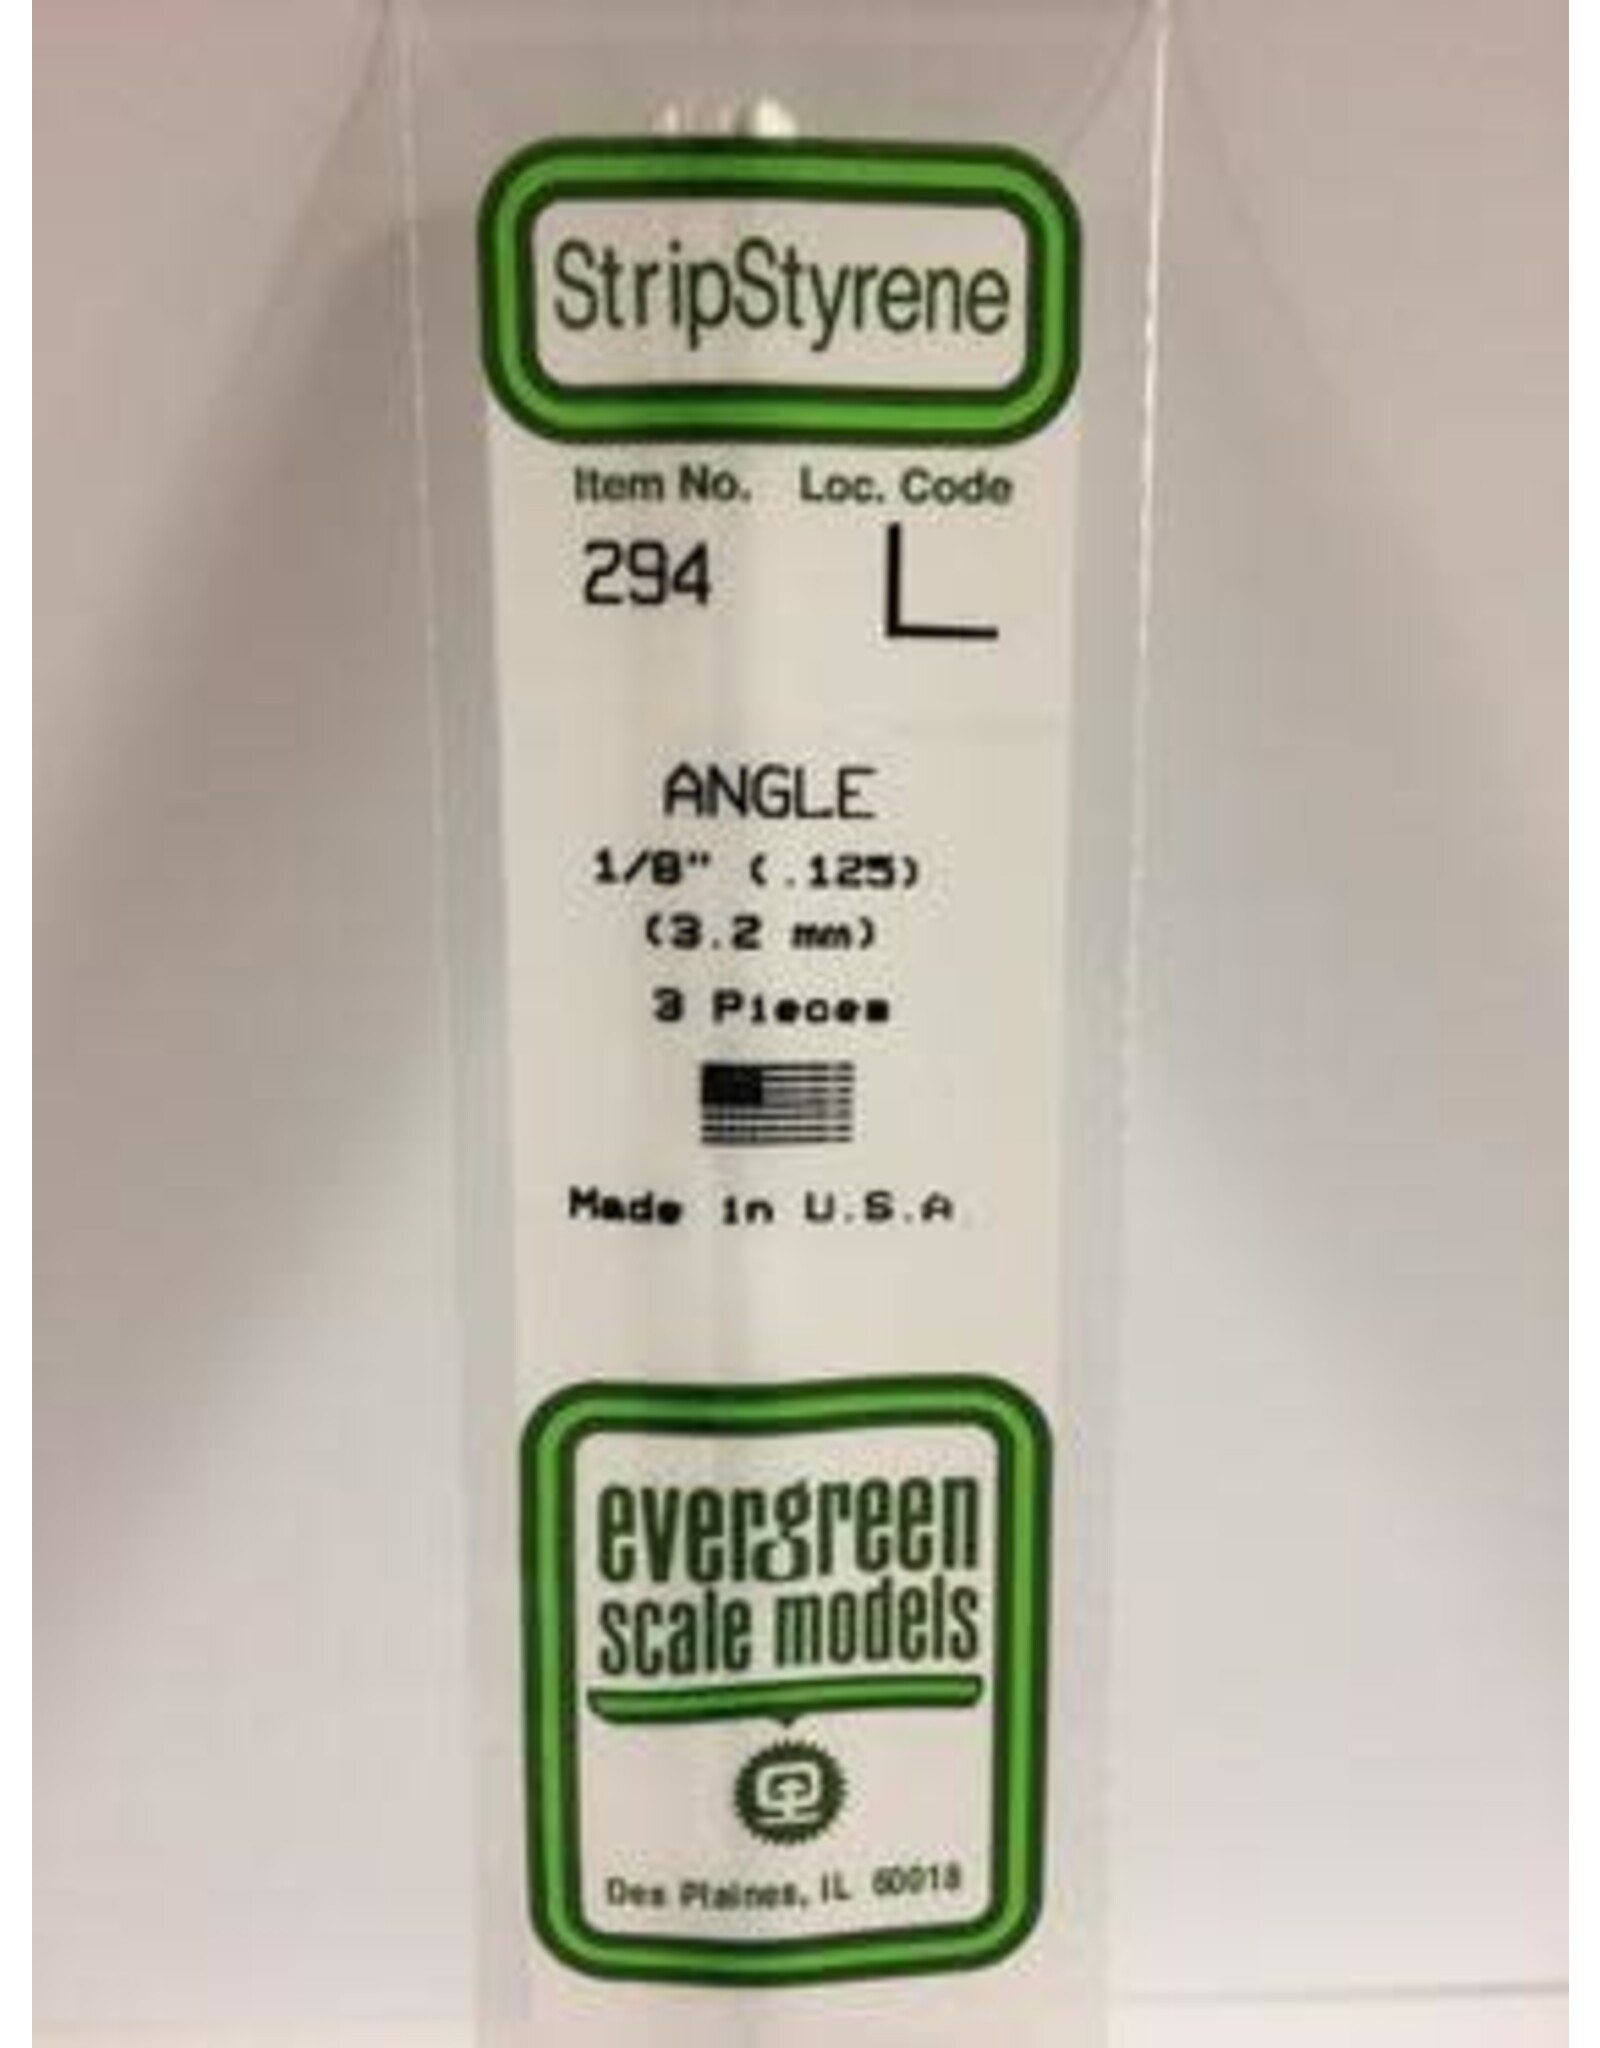 StripStyrene
Item No. Loc. Code
294
ANGLE
1/8" (.125)
(3.2 mm)
3 Pieces
Made in U.S.A.
evergreen
scale models
Des Plaines, IL 60018